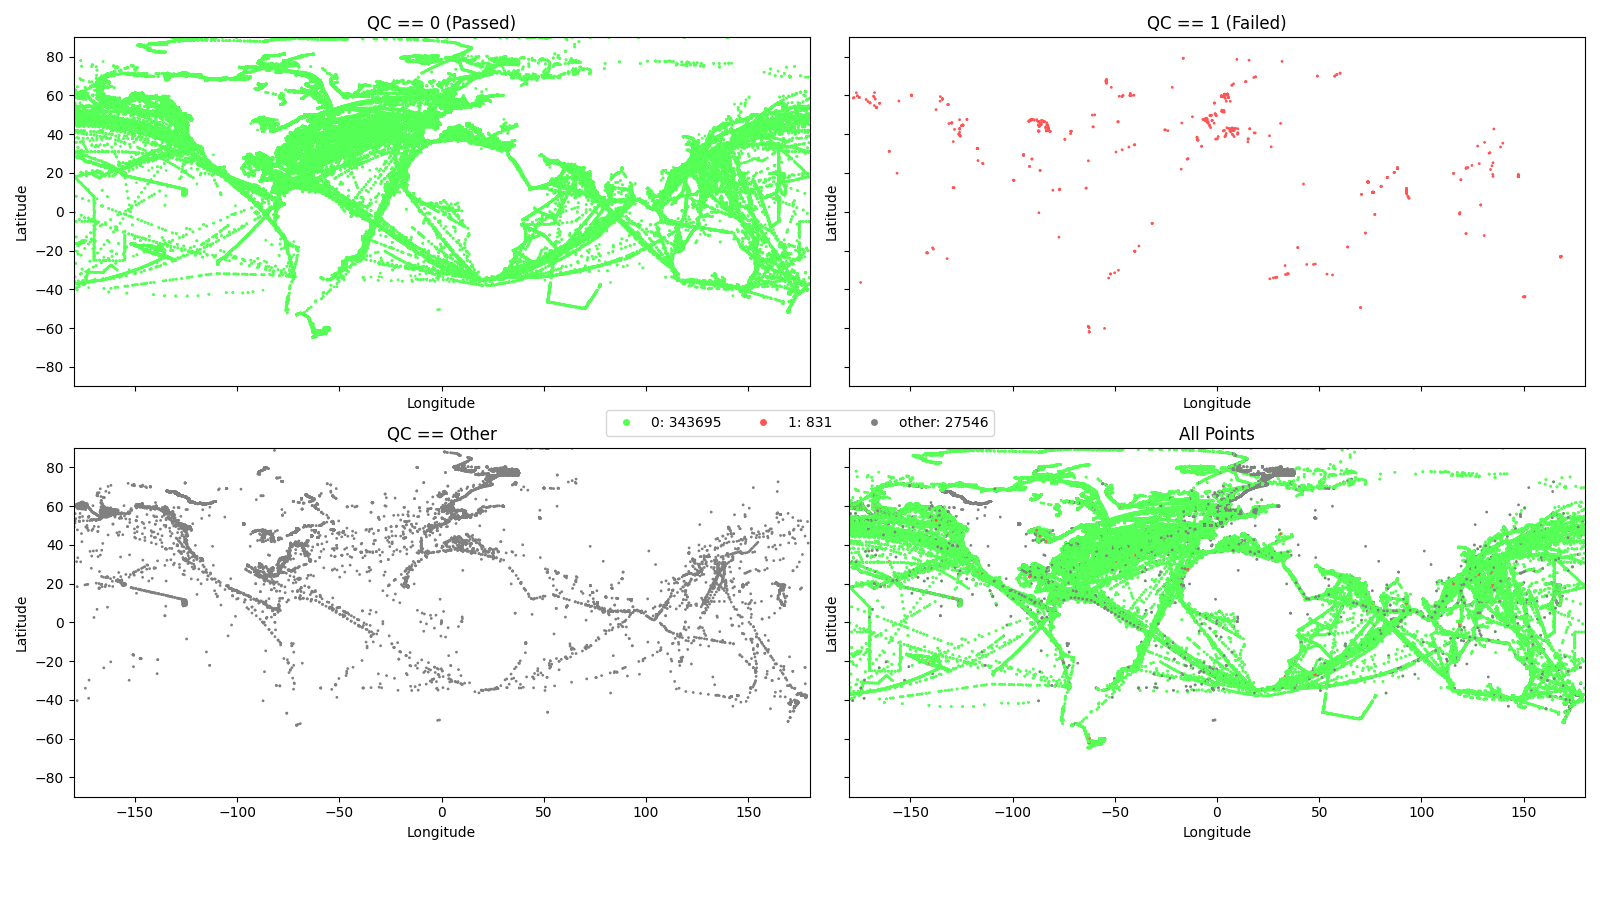 QC == 0 (Passed)
QC == 1 (Failed)
80
60
40
20
0
−20
−40
−60
−80
Latitude
Latitude
Longitude
Longitude
0: 343695 1: 831 other: 27546
QC == Other
All Points
80
60
40
20
0
−20
−40
−60
−80
Latitude
Latitude
−150 −100 −50 0 50 100 150
−150 −100 −50 0 50 100 150
Longitude
Longitude